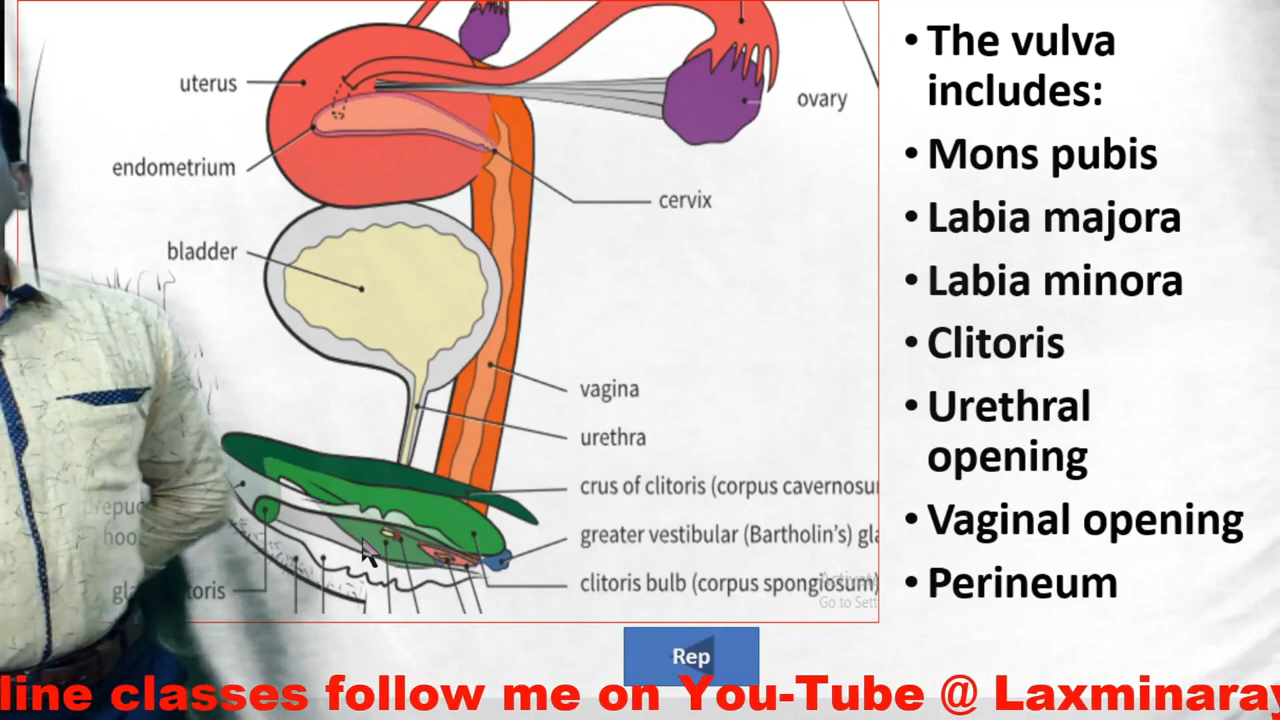 uterus
ovary
endometrium
cervix
bladder
vagina
urethra
crus of clitoris (corpus
greater vestibular (Bartholin's)
clitoris bulb (corpus spongiosum)
Go to
• The vulva
includes:
• Mons pubis
• Labia majora
• Labia minora
• Clitoris
• Urethral
opening
• Vaginal opening
• Perineum
Rep
line classes follow me on You-Tube @ Laxminaray